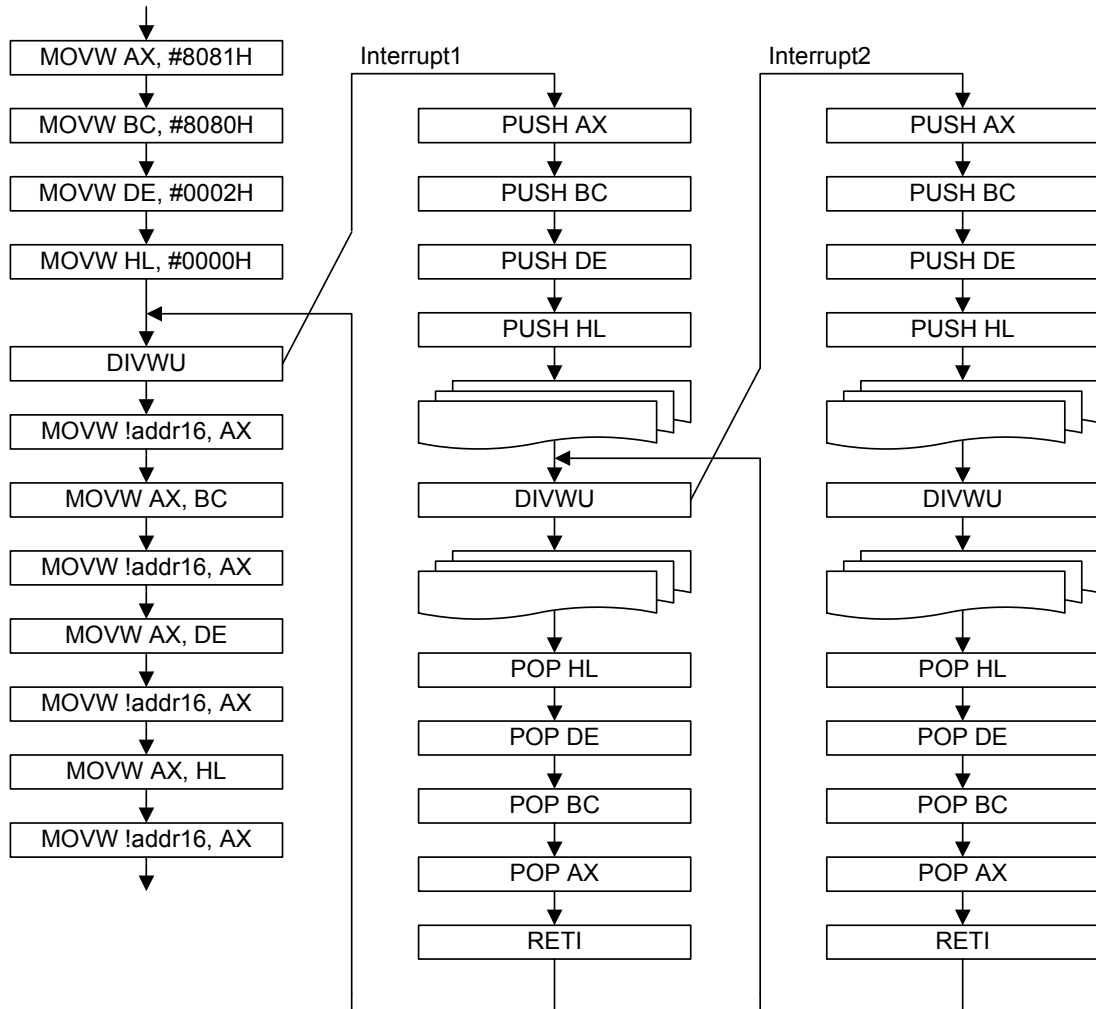 MOVW AX, #8081H
MOVW BC, #8080H
MOVW DE, #0002H
MOVW HL, #0000H
DIVWU
MOVW !addr16, AX
MOVW AX, BC
MOVW !addr16, AX
MOVW AX, DE
MOVW !addr16, AX
MOVW AX, HL
MOVW !addr16, AX
Interrupt1
PUSH AX
PUSH BC
PUSH DE
PUSH HL
DIVWU
POP HL
POP DE
POP BC
POP AX
RETI
Interrupt2
PUSH AX
PUSH BC
PUSH DE
PUSH HL
DIVWU
POP HL
POP DE
POP BC
POP AX
RETI